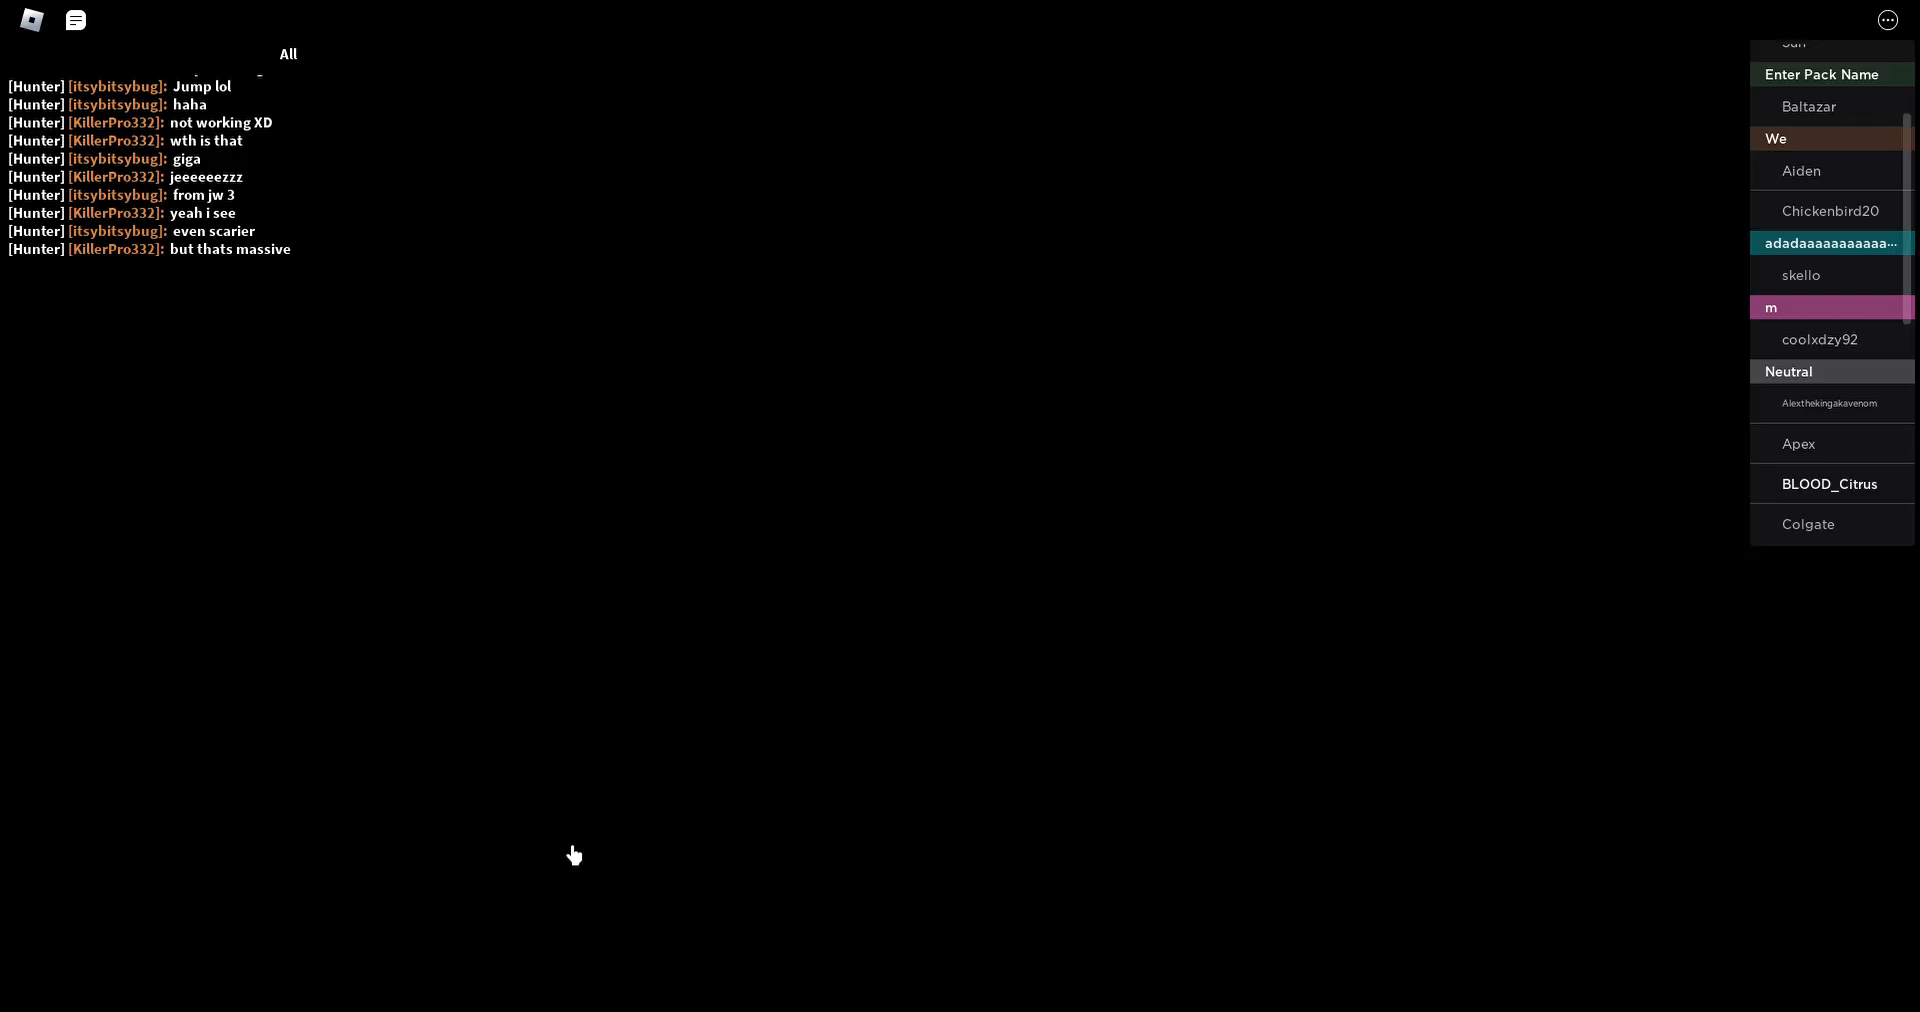 All
[Hunter] [itsybitsybug]: Jump lol
[Hunter] [itsybitsybug]: haha
[Hunter] [KillerPro332]: not working XD
[Hunter] [KillerPro332]: wth is that
[Hunter] [itsybitsybug]: giga
[Hunter] [KillerPro332]: jeeeeeezzz
[Hunter] [itsybitsybug]: from jw 3
[Hunter] [KillerPro332]: yeah i see
[Hunter] [itsybitsybug]: even scarier
[Hunter] [KillerPro332]: but thats massive
Enter Pack Name
Baltazar
We
Aiden
Chickenbird20
adadaaaaaaaaaaa...
skello
m
coolxdzy92
Neutral
Alexthekingakavenom
Apex
BLOOD_Citrus
Colgate